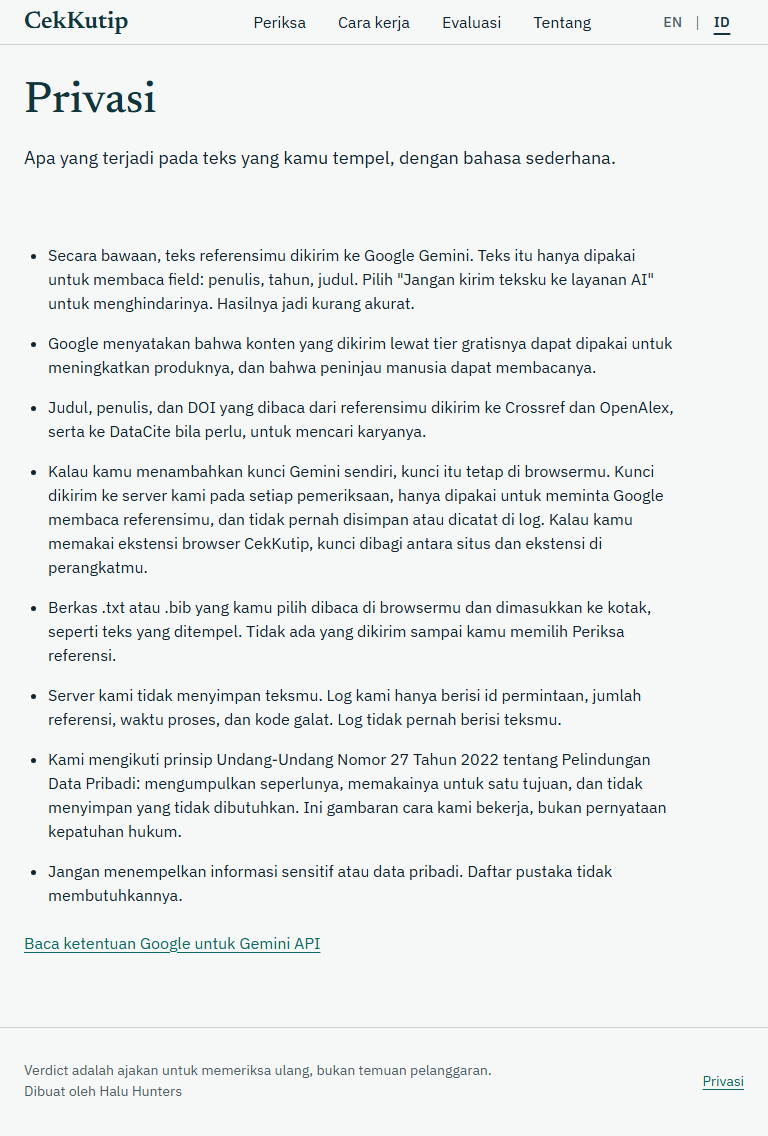 CekKutip
Periksa
Cara kerja
Evaluasi
Tentang
EN | ID
Privasi
Apa yang terjadi pada teks yang kamu tempel, dengan bahasa sederhana.
• Secara bawaan, teks referensimu dikirim ke Google Gemini. Teks itu hanya dipakai
untuk membaca field: penulis, tahun, judul. Pilih "Jangan kirim teksku ke layanan AI"
untuk menghindarinya. Hasilnya jadi kurang akurat.
• Google menyatakan bahwa konten yang dikirim lewat tier gratisnya dapat dipakai untuk
meningkatkan produknya, dan bahwa peninjau manusia dapat membacanya.
• Judul, penulis, dan DOI yang dibaca dari referensimu dikirim ke Crossref dan OpenAlex,
serta ke DataCite bila perlu, untuk mencari karyanya.
• Kalau kamu menambahkan kunci Gemini sendiri, kunci itu tetap di browsermu. Kunci
dikirim ke server kami pada setiap pemeriksaan, hanya dipakai untuk meminta Google
membaca referensimu, dan tidak pernah disimpan atau dicatat di log. Kalau kamu
memakai ekstensi browser CekKutip, kunci dibagi antara situs dan ekstensi di
perangkatmu.
• Berkas .txt atau .bib yang kamu pilih dibaca di browsermu dan dimasukkan ke kotak,
seperti teks yang ditempel. Tidak ada yang dikirim sampai kamu memilih Periksa
referensi.
• Server kami tidak menyimpan teksmu. Log kami hanya berisi id permintaan, jumlah
referensi, waktu proses, dan kode galat. Log tidak pernah berisi teksmu.
• Kami mengikuti prinsip Undang-Undang Nomor 27 Tahun 2022 tentang Pelindungan
Data Pribadi: mengumpulkan seperlunya, memakainya untuk satu tujuan, dan tidak
menyimpan yang tidak dibutuhkan. Ini gambaran cara kami bekerja, bukan pernyataan
kepatuhan hukum.
• Jangan menempelkan informasi sensitif atau data pribadi. Daftar pustaka tidak
membutuhkannya.
Baca ketentuan Google untuk Gemini API
Verdict adalah ajakan untuk memeriksa ulang, bukan temuan pelanggaran.
Dibuat oleh Halu Hunters
Privasi